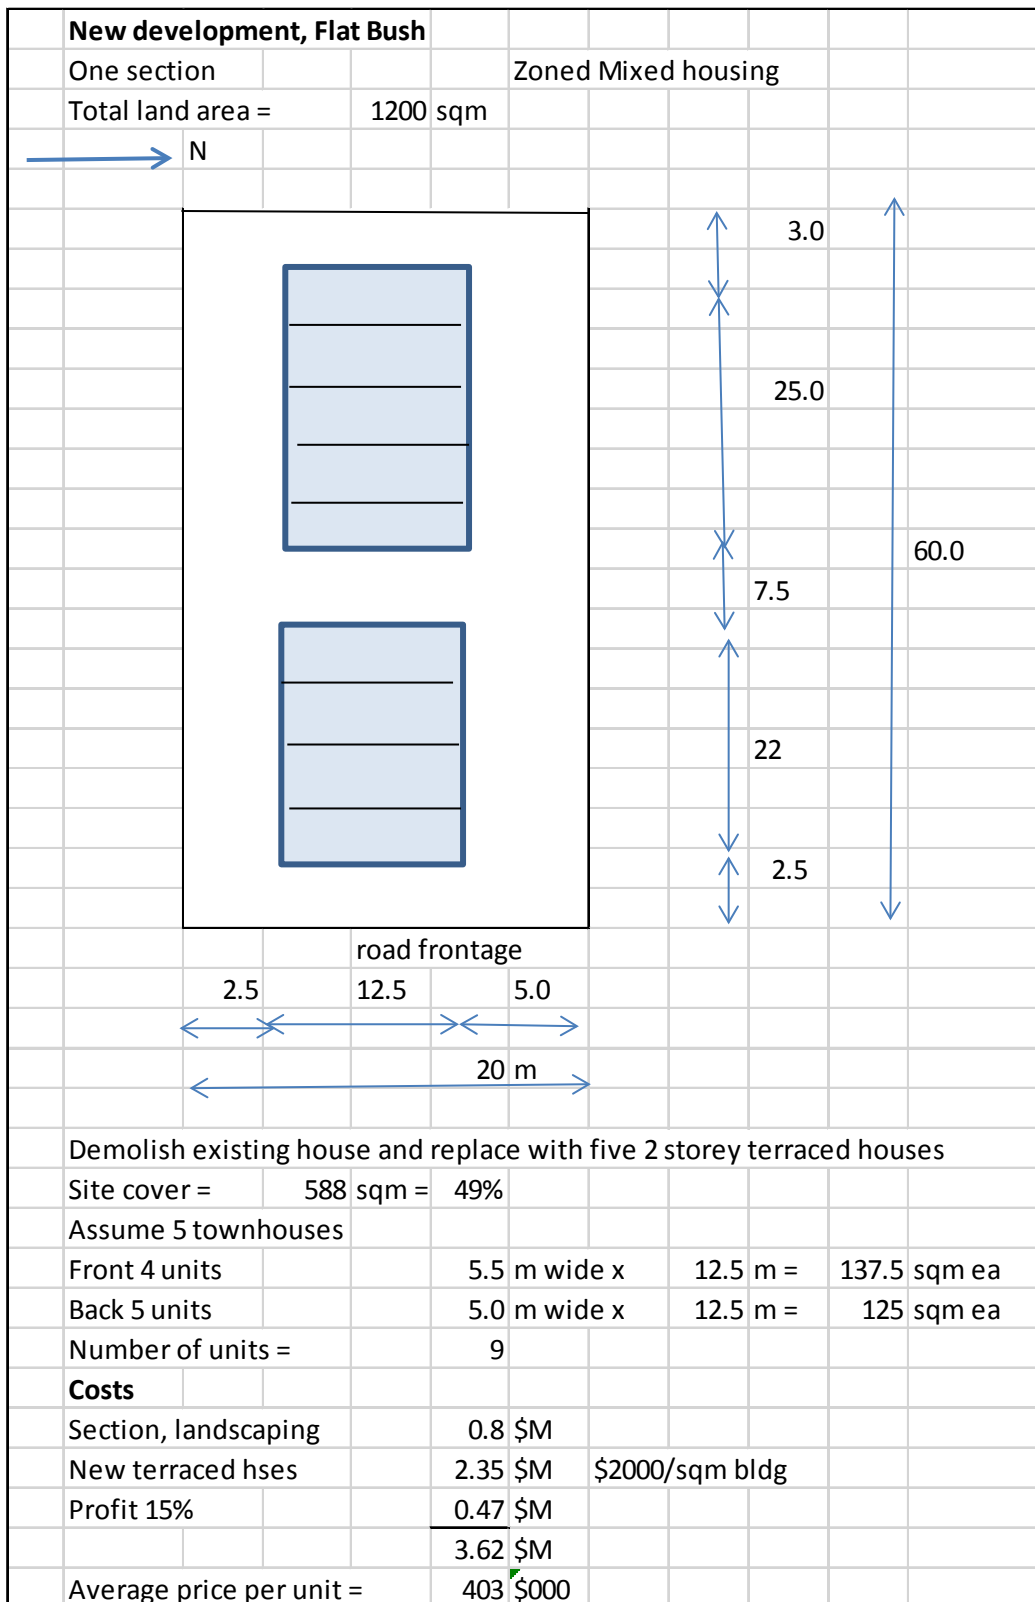 New development, Flat Bush
One section Zoned Mixed housing
Total land area = 1200 sqm
N
3.0
25.0
60.0
7.5
22
2.5
road frontage
2.5 12.5 5.0
20 m
Demolish existing house and replace with five 2 storey terraced houses
Site cover = 588 sqm = 49%
Assume 5 townhouses
Front 4 units 5.5 m wide x 12.5 m = 137.5 sqm ea
Back 5 units 5.0 m wide x 12.5 m = 125 sqm ea
Number of units = 9
Costs
Section, landscaping 0.8 $M
New terraced hses 2.35 $M $2000/sqm bldg
Profit 15% 0.47 $M
3.62 $M
Average price per unit = 403 $000